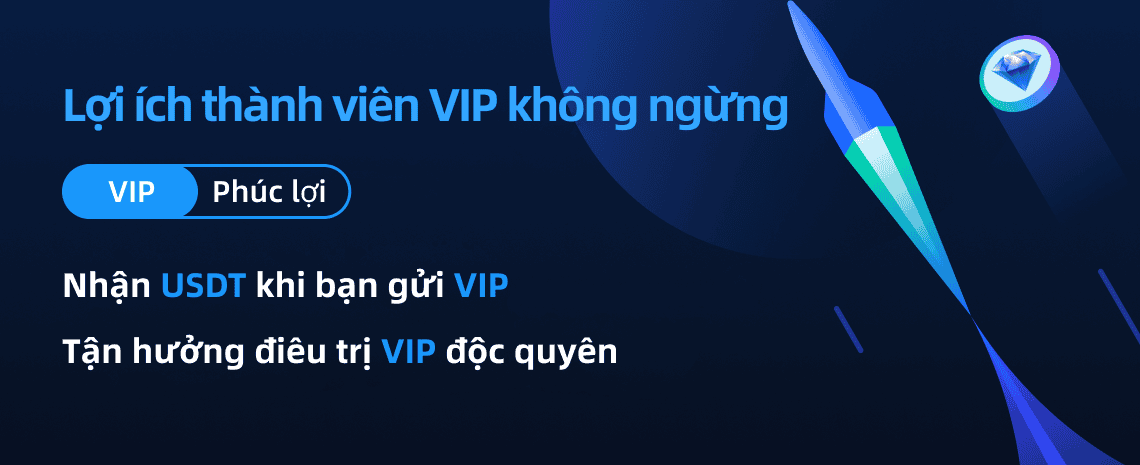 Lợi ích thành viên VIP không ngừng
VIP Phúc lợi
Nhận USDT khi bạn gửi VIP
Tận hưởng điêu trị VIP độc quyên